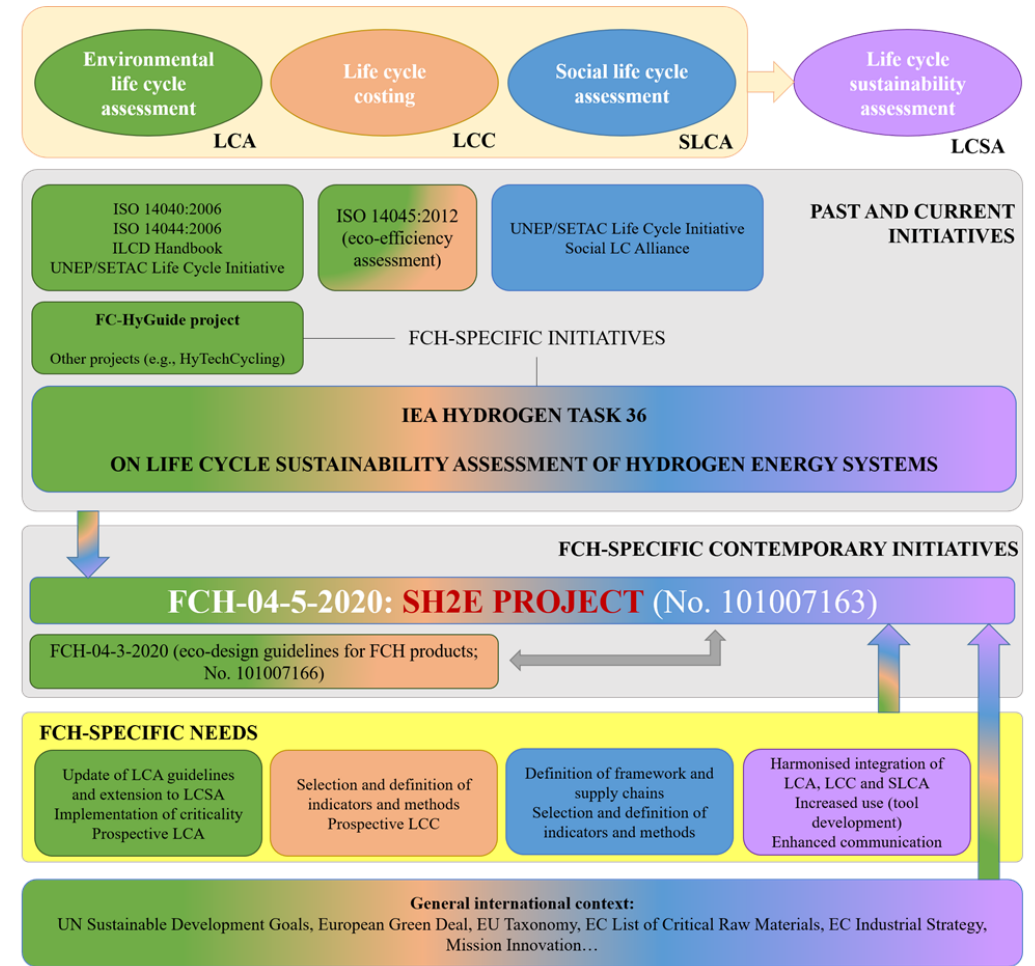 Environmental
life cycle
assessment
LCA
Life cycle
costing
LCC
Social life cycle
assessment
SLCA
Life cycle
sustainability
assessment
LCSA
PAST AND CURRENT
INITIATIVES
ISO 14040:2006
ISO 14044:2006
ILCD Handbook
UNEP/SETAC Life Cycle Initiative
ISO 14045:2012
(eco-efficiency
assessment)
UNEP/SETAC Life Cycle Initiative
Social LC Alliance
FC-HyGuide project
Other projects (e.g., HyTechCycling)
FCH-SPECIFIC INITIATIVES
IEA HYDROGEN TASK 36
ON LIFE CYCLE SUSTAINABILITY ASSESSMENT OF HYDROGEN ENERGY SYSTEMS
FCH-SPECIFIC CONTEMPORARY INITIATIVES
FCH-04-5-2020: SH2E PROJECT (No. 101007163)
FCH-04-3-2020 (eco-design guidelines for FCH products;
No. 101007166)
FCH-SPECIFIC NEEDS
Update of LCA guidelines
and extension to LCSA
Implementation of criticality
Prospective LCA
Selection and definition of
indicators and methods
Prospective LCC
Definition of framework and
supply chains
Selection and definition of
indicators and methods
Harmonised integration of
LCA, LCC and SLCA
Increased use (tool
development)
Enhanced communication
General international context:
UN Sustainable Development Goals, European Green Deal, EU Taxonomy, EC List of Critical Raw Materials, EC Industrial Strategy,
Mission Innovation…